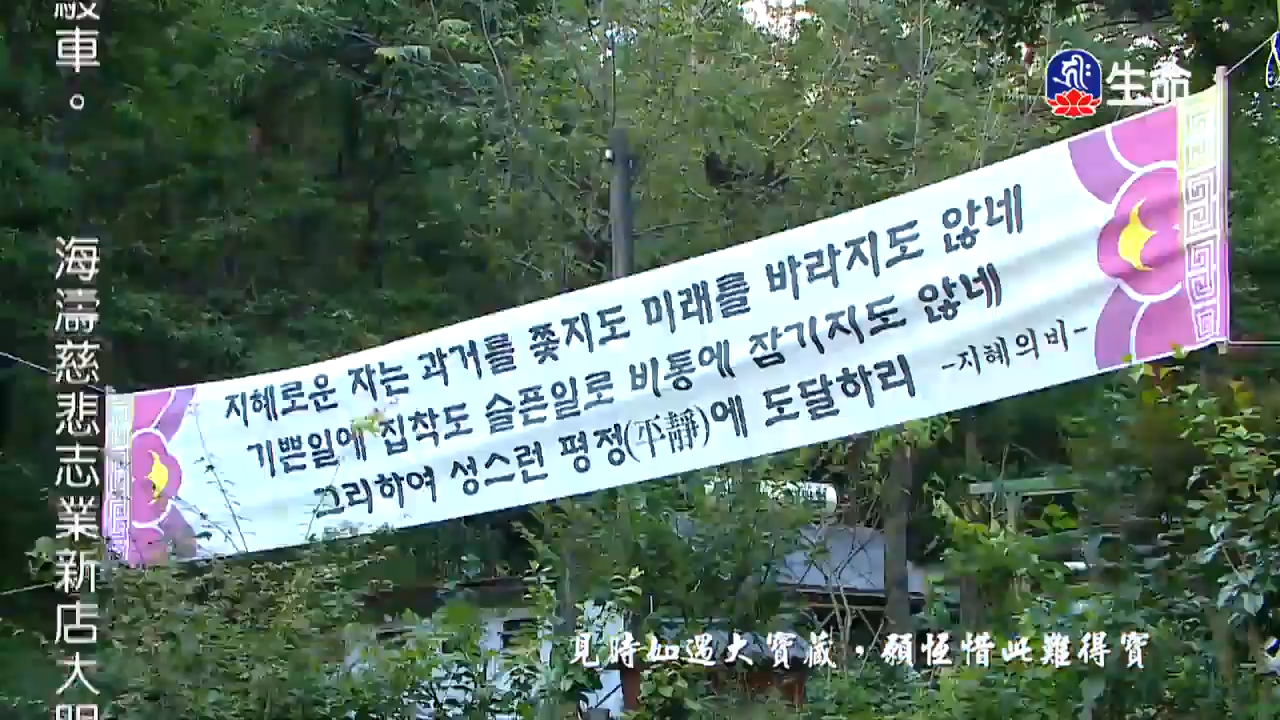 生命
지혜로운 자는 과거를 쫓지도 미래를 바라지도 않네
기쁜일에 집착도 슬픈일로 비통에 잠기지도 않네
그리하여 성스런 평정(平靜)에 도달하리
-지혜의비-
車。 海濤慈悲志業新店大
見時如遇大寶藏，願恆惜此難得寶